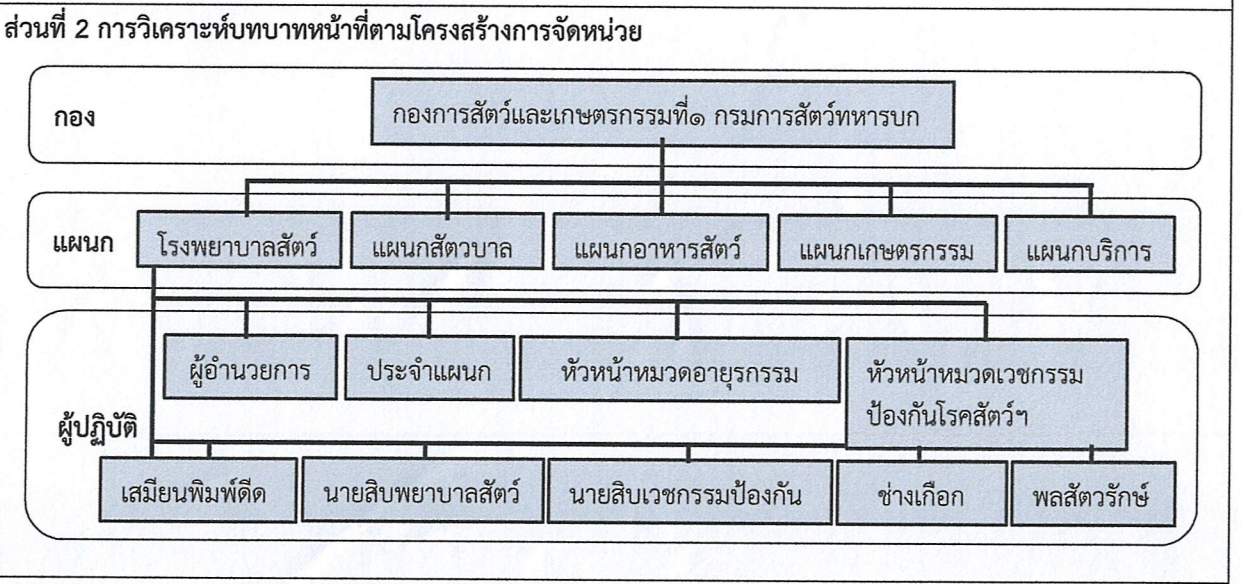 ส่วนที่ 2 การวิเคราะห์บทบาทหน้าที่ตามโครงสร้างการจัดหน่วย
กอง
กองการสัตว์และเกษตรกรรมที่๑ กรมการสัตว์ทหารบก
แผนก
โรงพยาบาลสัตว์
แผนกสัตวบาล
แผนกอาหารสัตว์
แผนกเกษตรกรรม
แผนกบริการ
ผู้ปฏิบัติ
ผู้อำนวยการ
ประจำแผนก
หัวหน้าหมวดอายุรกรรม
หัวหน้าหมวดเวชกรรม
ป้องกันโรคสัตว์ฯ
เสมียนพิมพ์ดีด
นายสิบพยาบาลสัตว์
นายสิบเวชกรรมป้องกัน
ช่างเกือก
พลสัตวรักษ์